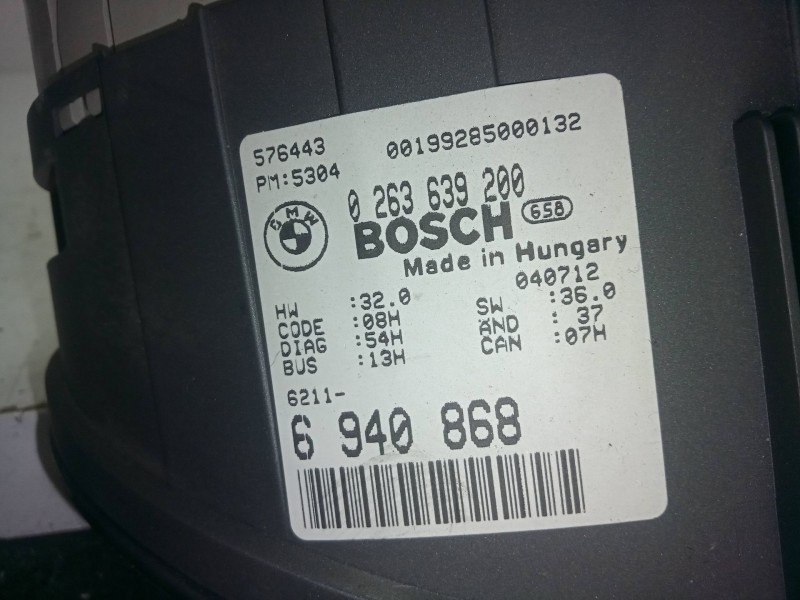 576443 00199285000132
PM:5304
0 263 639 200
BMW
BOSCH 658
Made in Hungary
040712
HW :32.0 SW :36.0
CODE :08H ÄND : 37
DIAG :54H CAN :07H
BUS :13H
6211-
6 940 868